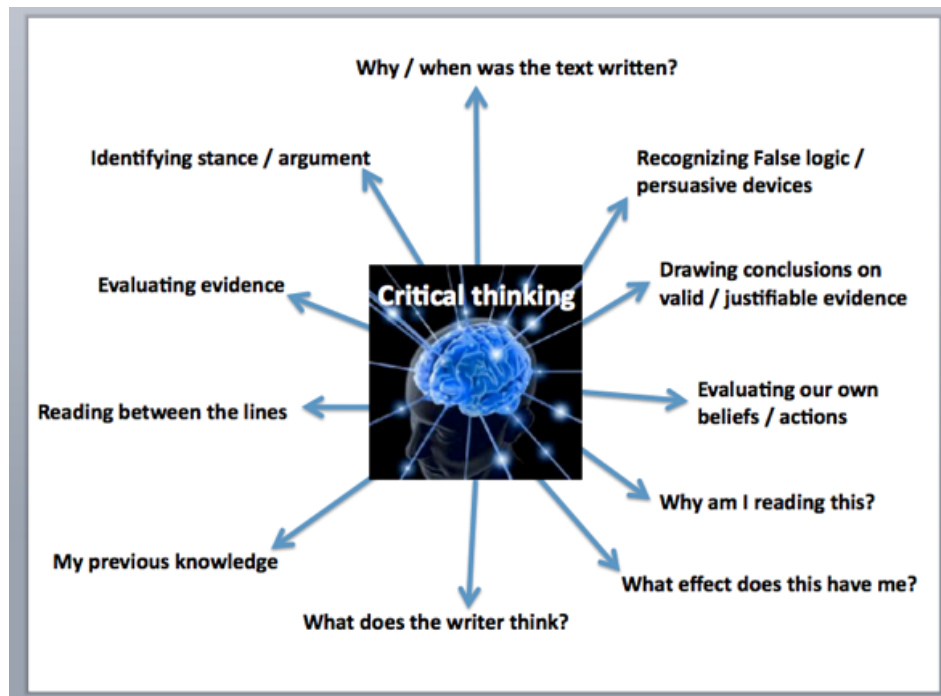 Why / when was the text written?
Identifying stance / argument
Recognizing False logic /
persuasive devices
Evaluating evidence
Critical thinking
Drawing conclusions on
valid / justifiable evidence
Reading between the lines
Evaluating our own
beliefs / actions
Why am I reading this?
My previous knowledge
What effect does this have me?
What does the writer think?